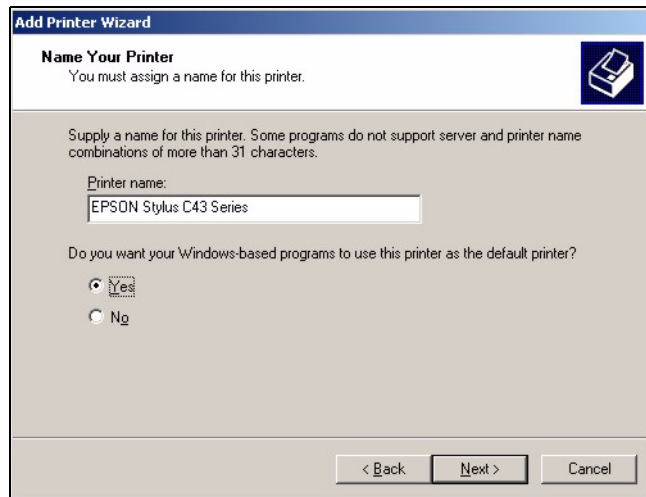 Add Printer Wizard
Name Your Printer
You must assign a name for this printer.
Supply a name for this printer. Some programs do not support server and printer name
combinations of more than 31 characters.
Printer name:
EPSON Stylus C43 Series
Do you want your Windows-based programs to use this printer as the default printer?
Yes
No
< Back
Next >
Cancel